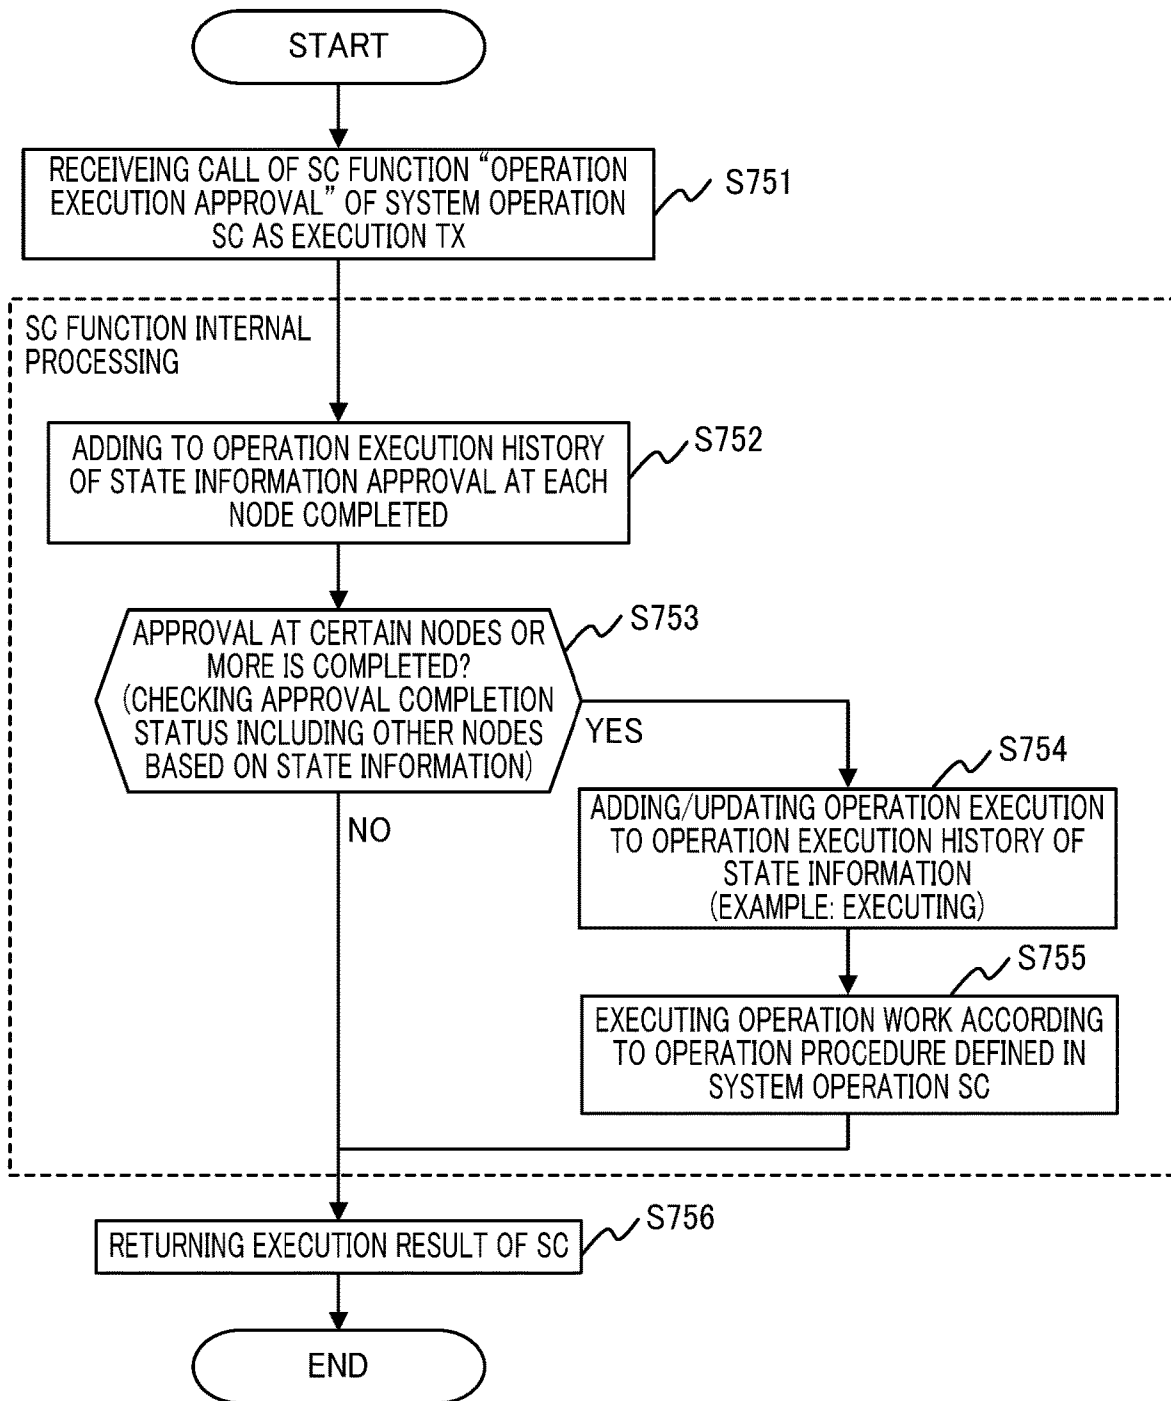 START
RECEIVEING CALL OF SC FUNCTION “OPERATION
EXECUTION APPROVAL” OF SYSTEM OPERATION
SC AS EXECUTION TX
S751
SC FUNCTION INTERNAL
PROCESSING
ADDING TO OPERATION EXECUTION HISTORY
OF STATE INFORMATION APPROVAL AT EACH
NODE COMPLETED
S752
APPROVAL AT CERTAIN NODES OR
MORE IS COMPLETED?
(CHECKING APPROVAL COMPLETION
STATUS INCLUDING OTHER NODES
BASED ON STATE INFORMATION)
S753
YES
NO
S754
ADDING/UPDATING OPERATION EXECUTION
TO OPERATION EXECUTION HISTORY OF
STATE INFORMATION
(EXAMPLE: EXECUTING)
S755
EXECUTING OPERATION WORK ACCORDING
TO OPERATION PROCEDURE DEFINED IN
SYSTEM OPERATION SC
RETURNING EXECUTION RESULT OF SC
S756
END